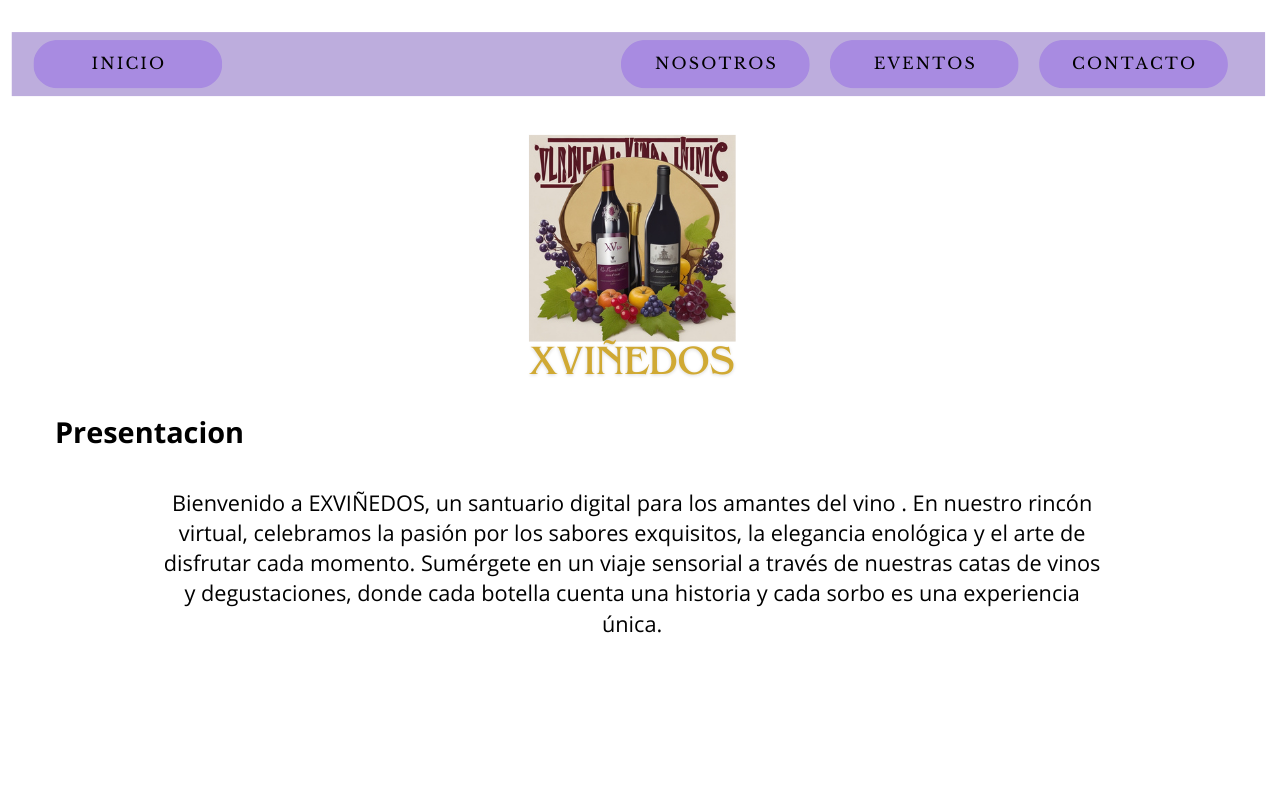 INICIO
NOSOTROS
EVENTOS
CONTACTO
XVIÑEDOS
Presentacion
Bienvenido a EXVIÑEDOS, un santuario digital para los amantes del vino . En nuestro rincón
virtual, celebramos la pasión por los sabores exquisitos, la elegancia enológica y el arte de
disfrutar cada momento. Sumérgete en un viaje sensorial a través de nuestras catas de vinos
y degustaciones, donde cada botella cuenta una historia y cada sorbo es una experiencia
única.